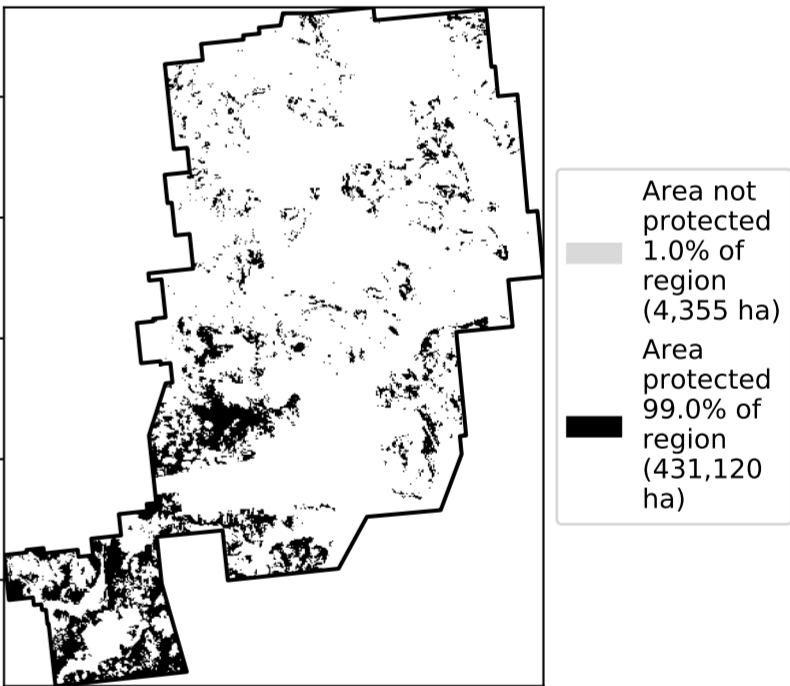 Area not
protected
1.0% of
region
(4,355 ha)
Area
protected
99.0% of
region
(431,120
ha)